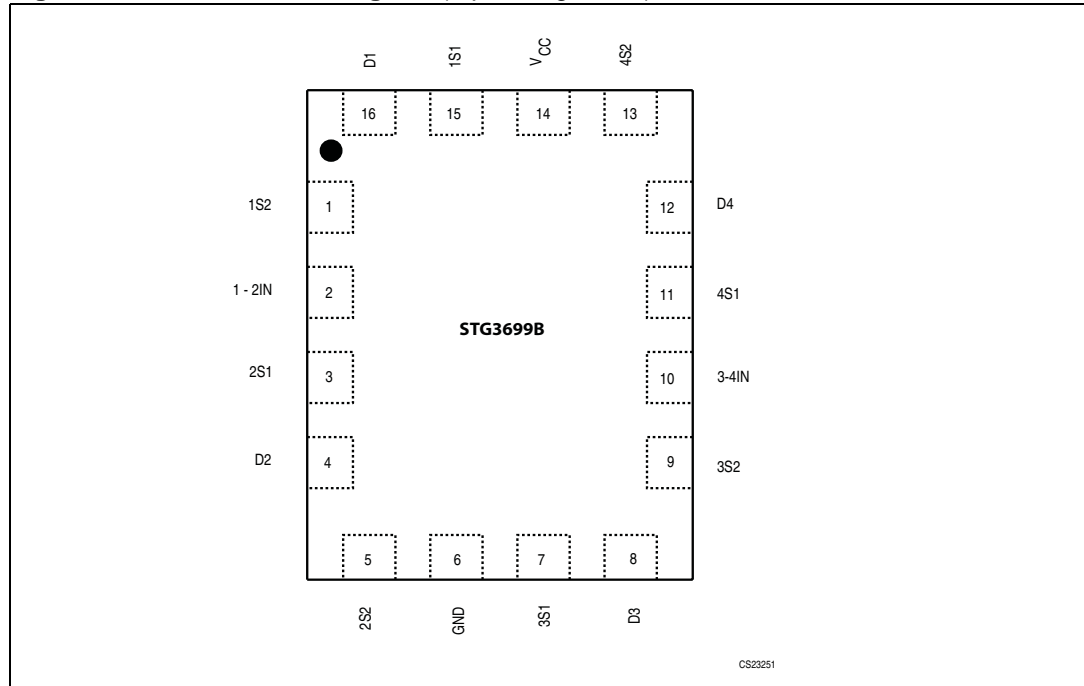 D1 1S1 VCC 4S2
16 15 14 13
1S2 1 12 D4
1 - 2IN 2 11 4S1
STG3699B
2S1 3 10 3-4IN
D2 4 9 3S2
5 6 7 8
2S2 GND 3S1 D3
CS23251